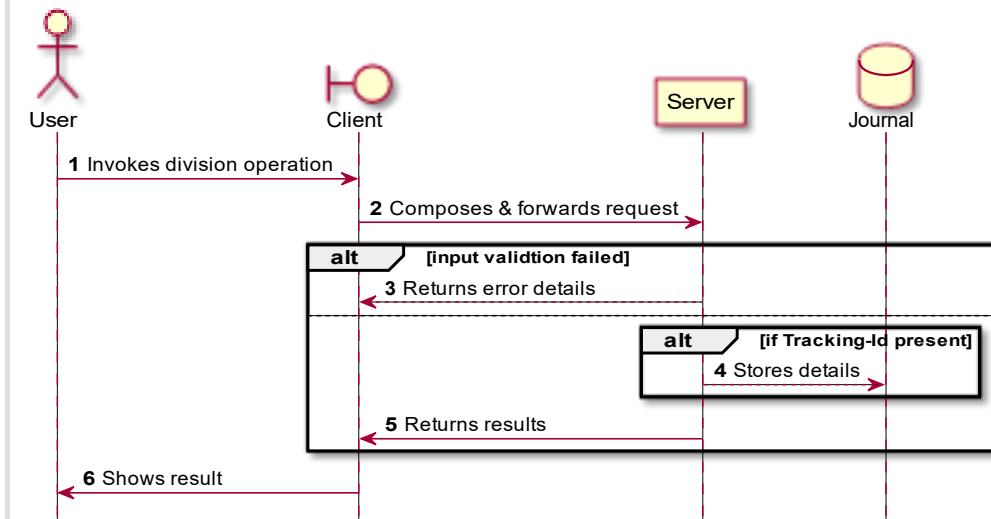 User
Client
Server
Journal
1 Invokes division operation
2 Composes & forwards request
alt [input validtion failed]
3 Returns error details
alt [if Tracking-Id present]
4 Stores details
5 Returns results
6 Shows result